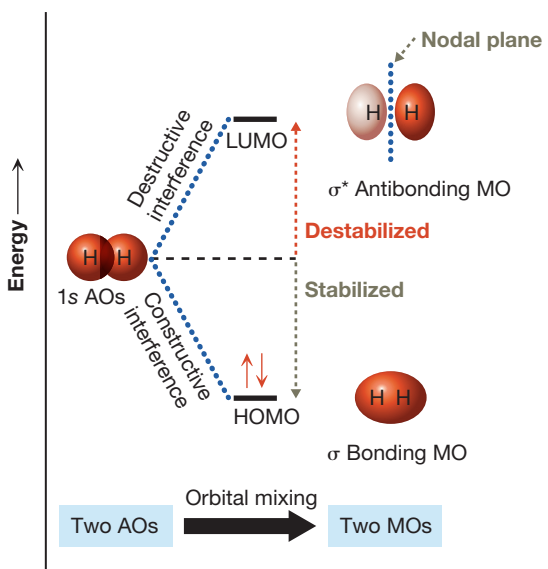 Nodal plane
H H
LUMO
Destructive
interference
σ* Antibonding MO
Energy
Destabilized
H H
1s AOs
Stabilized
Constructive
interference
HOMO
H H
σ Bonding MO
Orbital mixing
Two AOs
Two MOs